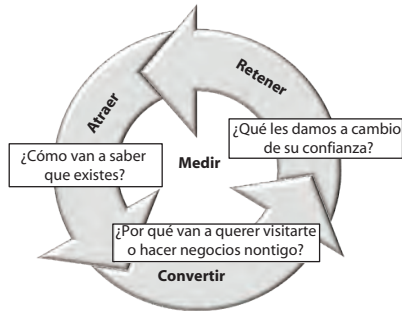 Retener
Atraer
¿Qué les damos a cambio
de su confianza?
¿Cómo van a saber
que existes?
Medir
¿Por qué van a querer visitarte
o hacer negocios nontigo?
Convertir